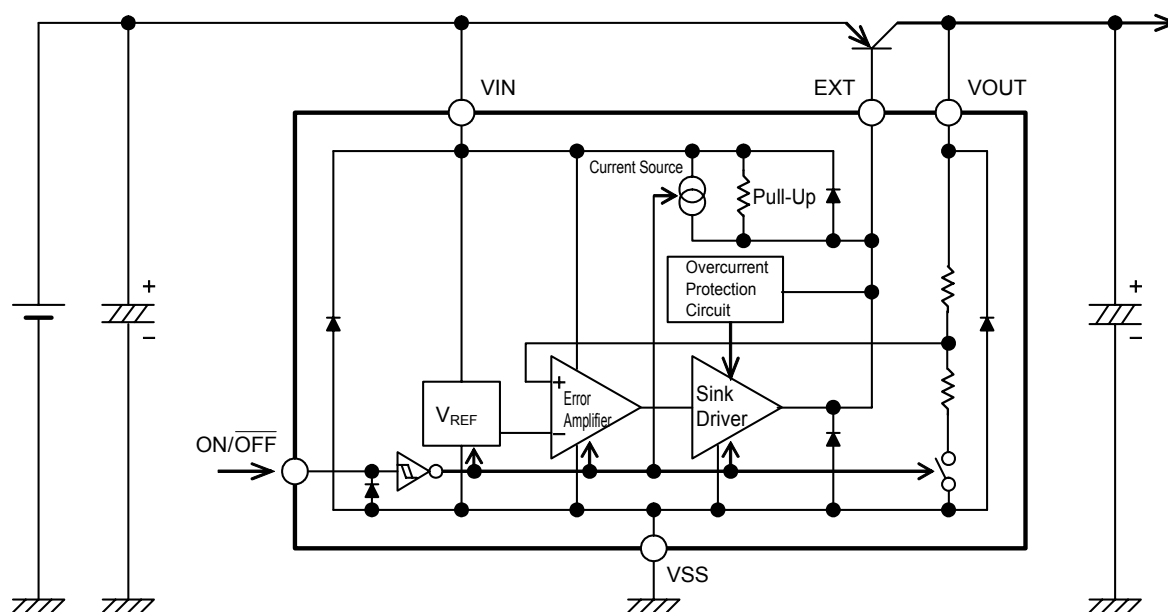 VIN
EXT
VOUT
Current Source
Pull-Up
Overcurrent
Protection
Circuit
+
−
+
−
+
Error
Amplifier
−
Sink
Driver
VREF
ON/OFF
VSS